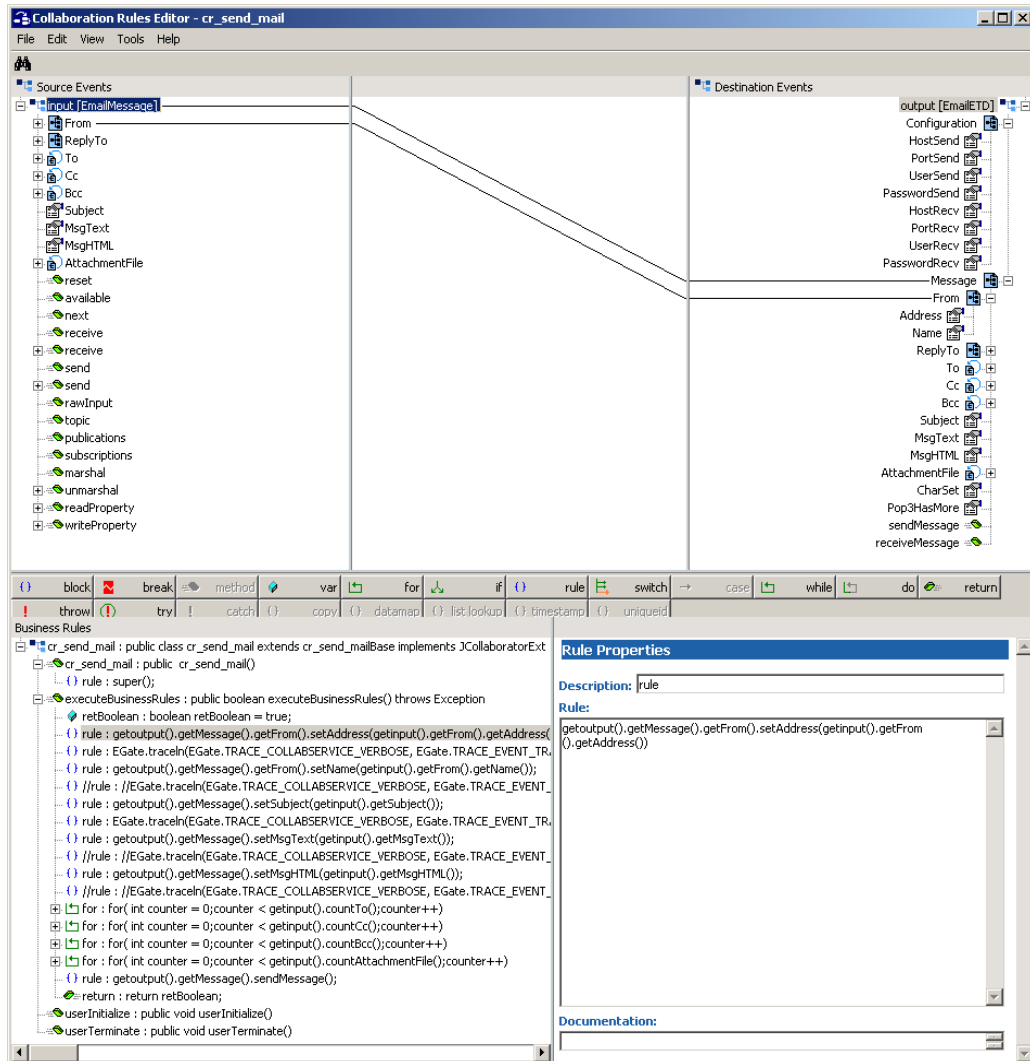 Collaboration Rules Editor - cr_send_mail
File Edit View Tools Help
Source Events
input [EmailMessage]
From
ReplyTo
To
Cc
Bcc
Subject
MsgText
MsgHTML
AttachmentFile
reset
available
next
receive
receive
send
send
rawInput
topic
publications
subscriptions
marshal
unmarshal
readProperty
writeProperty
Destination Events
output [EmailETD]
Configuration
HostSend
PortSend
UserSend
PasswordSend
HostRecv
PortRecv
UserRecv
PasswordRecv
Message
From
Address
Name
ReplyTo
To
Cc
Bcc
Subject
MsgText
MsgHTML
AttachmentFile
CharSet
Pop3HasMore
sendMessage
receiveMessage
{} block break method var for if {} rule switch case while do return
throw try catch {} copy {} datamap {} list lookup {} timestamp {} uniqueid
Business Rules
cr_send_mail : public class cr_send_mail extends cr_send_mailBase implements JCollaboratorExt
cr_send_mail : public cr_send_mail()
{} rule : super();
executeBusinessRules : public boolean executeBusinessRules() throws Exception
retBoolean : boolean retBoolean = true;
{} rule : getoutput().getMessage().getFrom().setAddress(getinput().getFrom().getAddress(
{} rule : EGate.traceln(EGate.TRACE_COLLABSERVICE_VERBOSE, EGate.TRACE_EVENT_TR
{} rule : getoutput().getMessage().getFrom().setName(getinput().getFrom().getName());
{} //rule : //EGate.traceln(EGate.TRACE_COLLABSERVICE_VERBOSE, EGate.TRACE_EVENT_
{} rule : getoutput().getMessage().setSubject(getinput().getSubject());
{} rule : EGate.traceln(EGate.TRACE_COLLABSERVICE_VERBOSE, EGate.TRACE_EVENT_TR
{} rule : getoutput().getMessage().setMsgText(getinput().getMsgText());
{} //rule : //EGate.traceln(EGate.TRACE_COLLABSERVICE_VERBOSE, EGate.TRACE_EVENT_
{} rule : getoutput().getMessage().setMsgHTML(getinput().getMsgHTML());
{} //rule : //EGate.traceln(EGate.TRACE_COLLABSERVICE_VERBOSE, EGate.TRACE_EVENT_
for : for( int counter = 0;counter < getinput().countTo();counter++)
for : for( int counter = 0;counter < getinput().countCc();counter++)
for : for( int counter = 0;counter < getinput().countBcc();counter++)
for : for( int counter = 0;counter < getinput().countAttachmentFile();counter++)
{} rule : getoutput().getMessage().sendMessage();
return : return retBoolean;
userInitialize : public void userInitialize()
userTerminate : public void userTerminate()
Rule Properties
Description: rule
Rule:
getoutput().getMessage().getFrom().setAddress(getinput().getFrom
().getAddress())
Documentation: